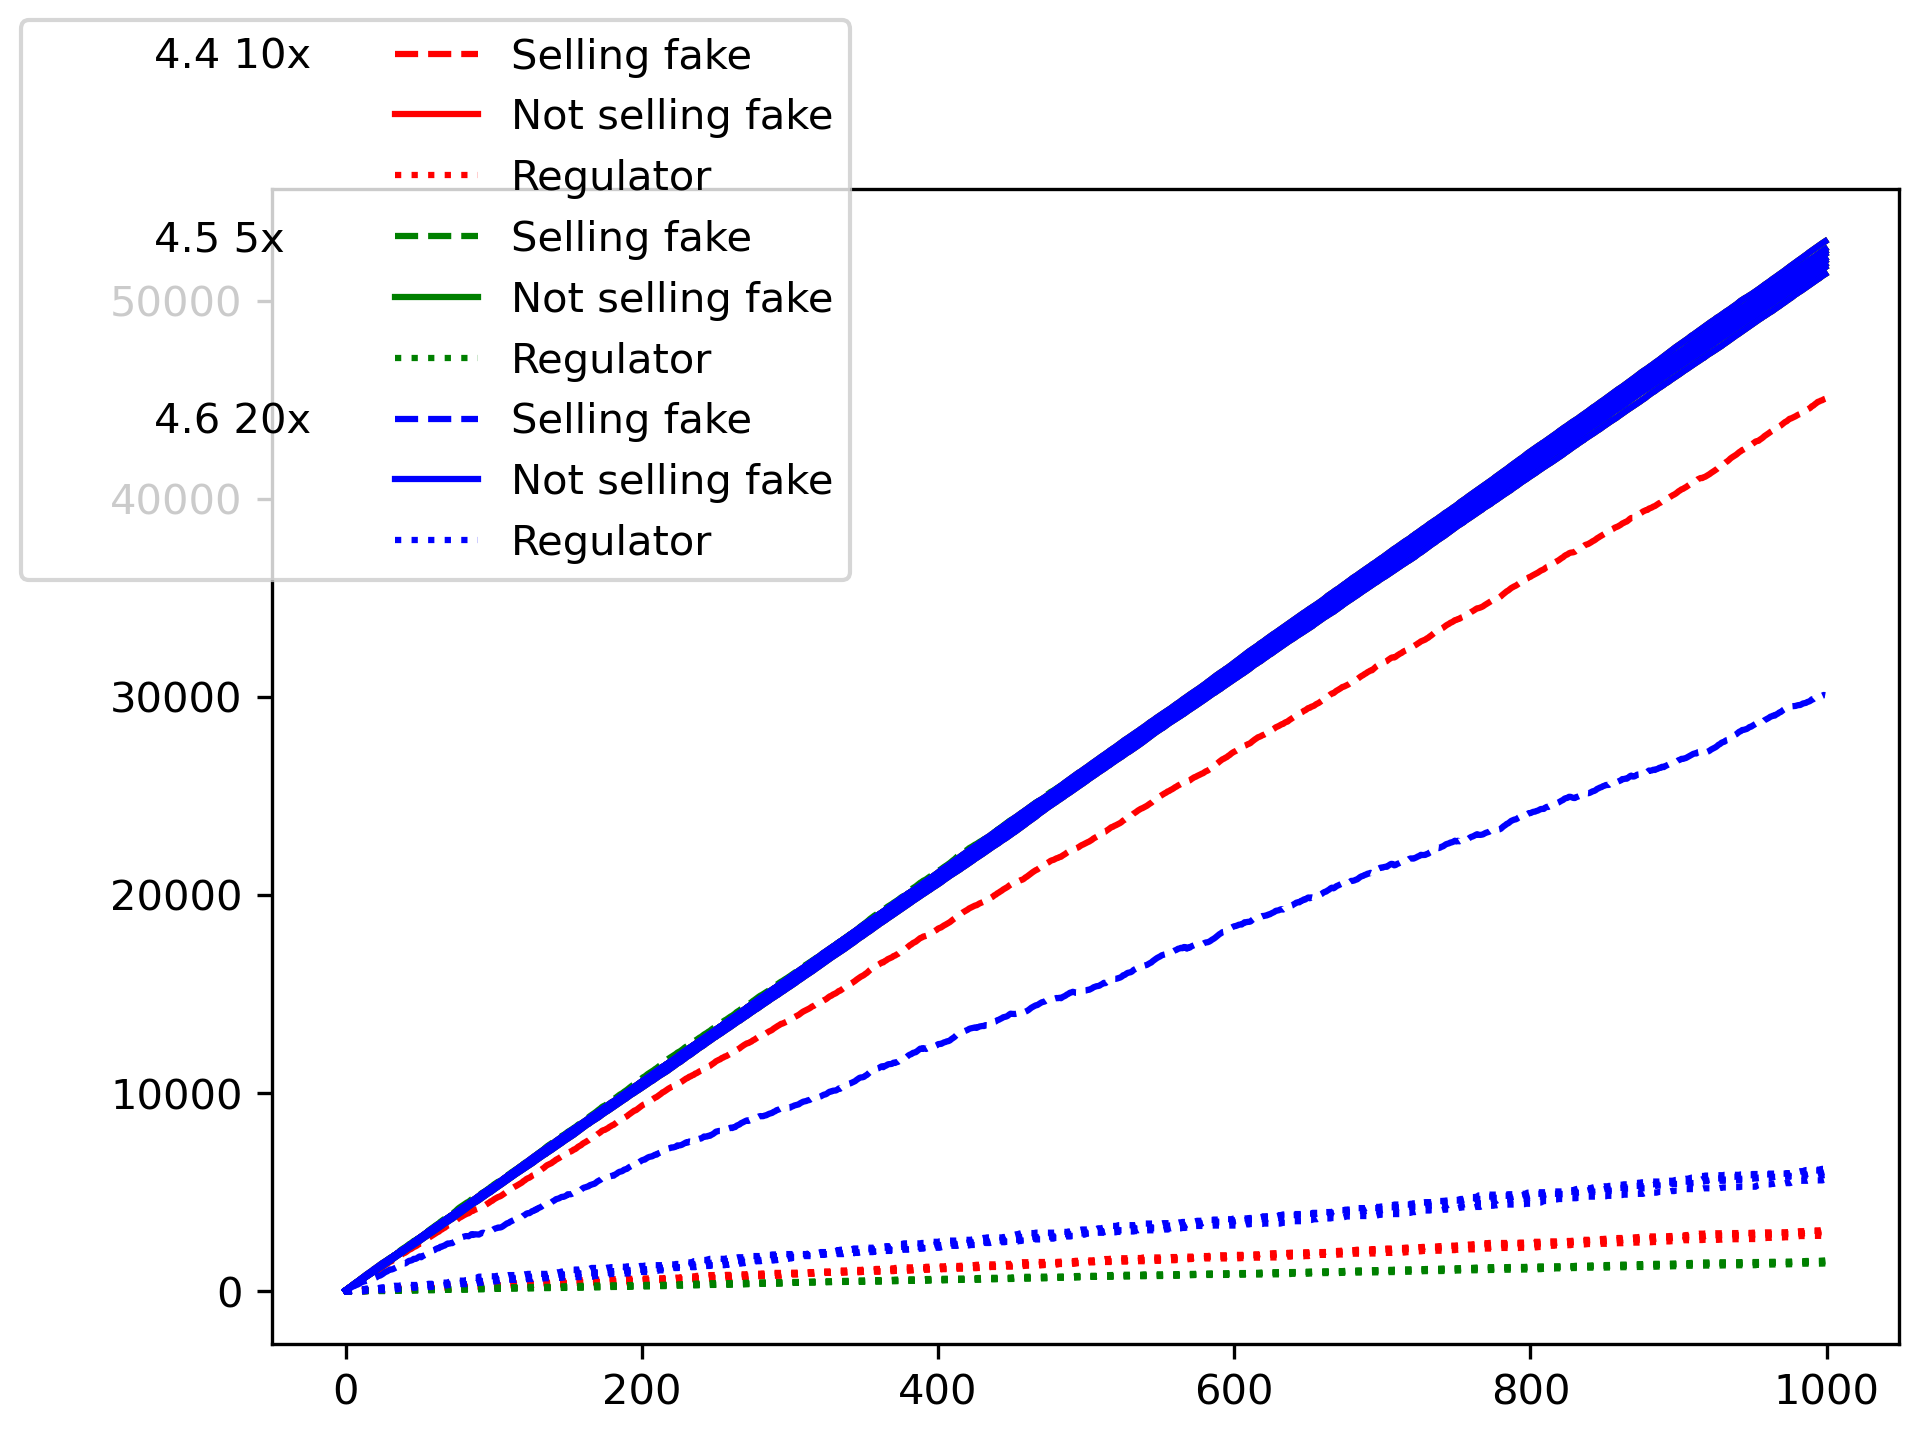 4.4 10x Selling fake
Not selling fake
Regulator
4.5 5x Selling fake
50000
Not selling fake
Regulator
4.6 20x Selling fake
Not selling fake
40000
Regulator
30000
20000
10000
0
0 200 400 600 800 1000